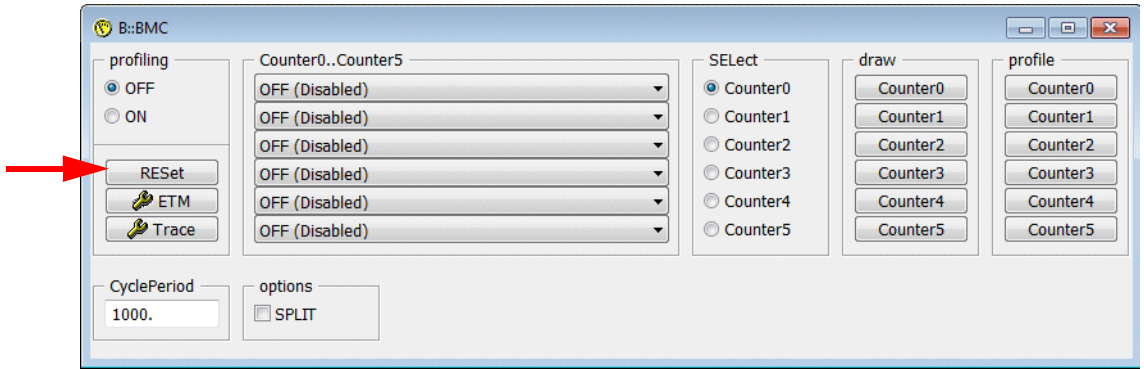 B::BMC
profiling
OFF
ON
RESet
ETM
Trace
Counter0..Counter5
OFF (Disabled)
OFF (Disabled)
OFF (Disabled)
OFF (Disabled)
OFF (Disabled)
OFF (Disabled)
SELect
Counter0
Counter1
Counter2
Counter3
Counter4
Counter5
draw
Counter0
Counter1
Counter2
Counter3
Counter4
Counter5
profile
Counter0
Counter1
Counter2
Counter3
Counter4
Counter5
CyclePeriod
1000.
options
SPLIT